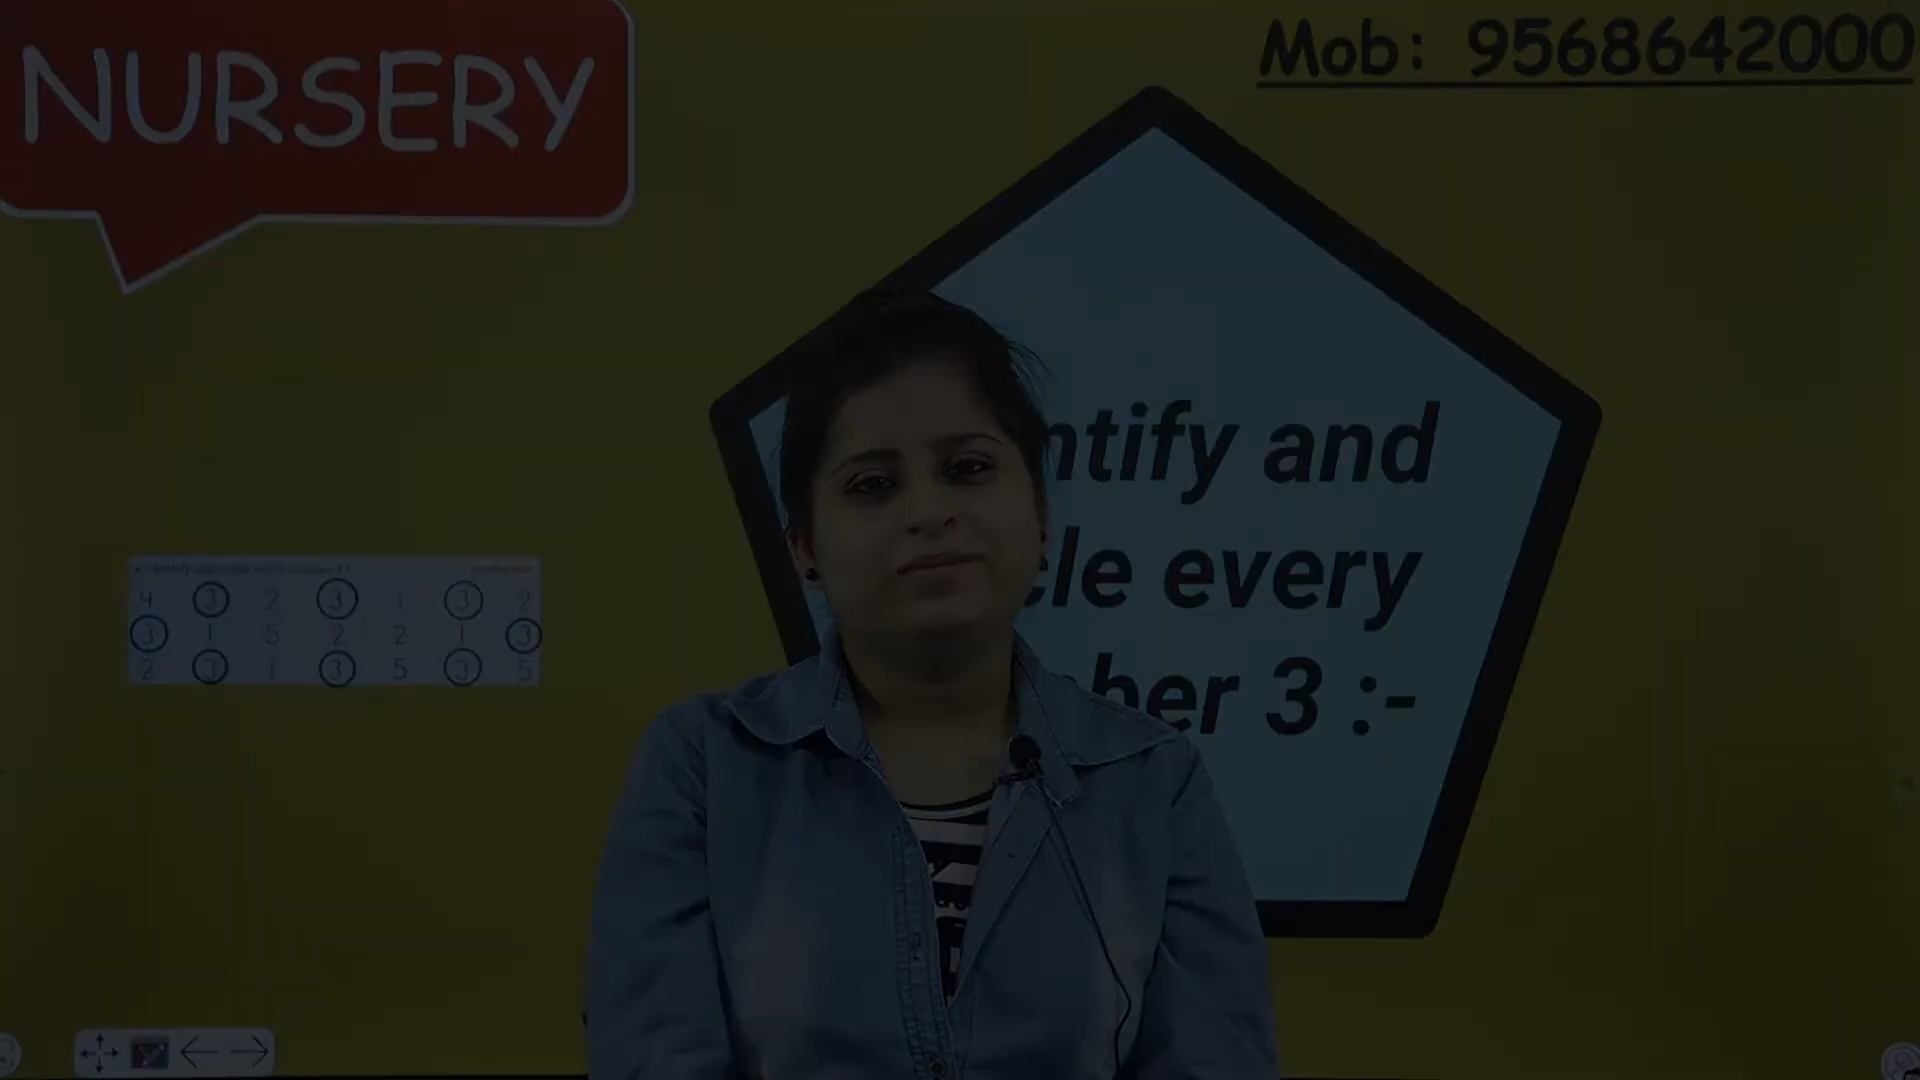 NURSERY
Mob: 9568642000
ntify and
cle every
ber 3 :-
4 3 2 3 1 3 2
3 1 5 2 2 1 3
2 3 1 3 5 3 5